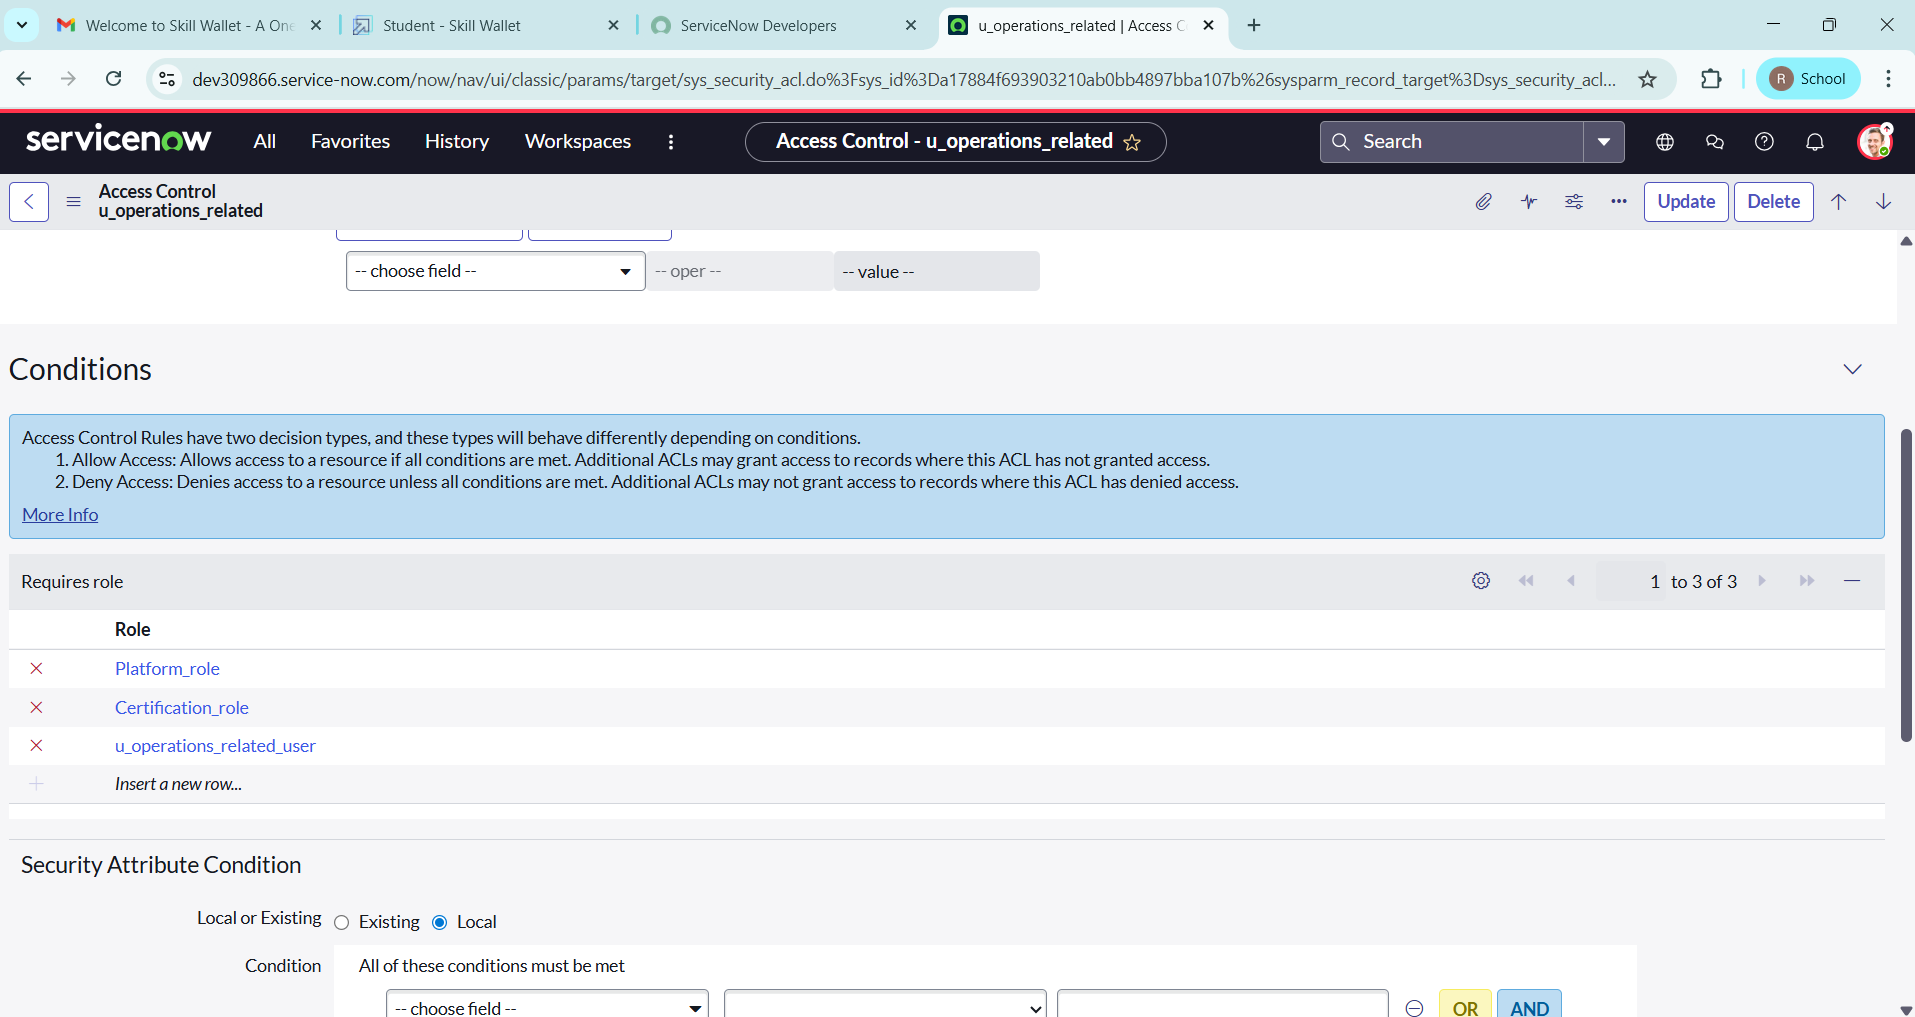 Welcome to Skill Wallet - A One
Student - Skill Wallet
ServiceNow Developers
u_operations_related | Access C
dev309866.service-now.com/now/nav/ui/classic/params/target/sys_security_acl.do%3Fsys_id%3Da17884f693903210ab0bb4897bba107b%26sysparm_record_target%3Dsys_security_acl...
R School
servicenow
All
Favorites
History
Workspaces
Access Control - u_operations_related
Search
Access Control
u_operations_related
Update
Delete
-- choose field --
-- oper --
-- value --
Conditions
Access Control Rules have two decision types, and these types will behave differently depending on conditions.
1. Allow Access: Allows access to a resource if all conditions are met. Additional ACLs may grant access to records where this ACL has not granted access.
2. Deny Access: Denies access to a resource unless all conditions are met. Additional ACLs may not grant access to records where this ACL has denied access.
More Info
Requires role
1 to 3 of 3
Role
Platform_role
Certification_role
u_operations_related_user
Insert a new row...
Security Attribute Condition
Local or Existing
Existing
Local
Condition
All of these conditions must be met
-- choose field --
OR
AND